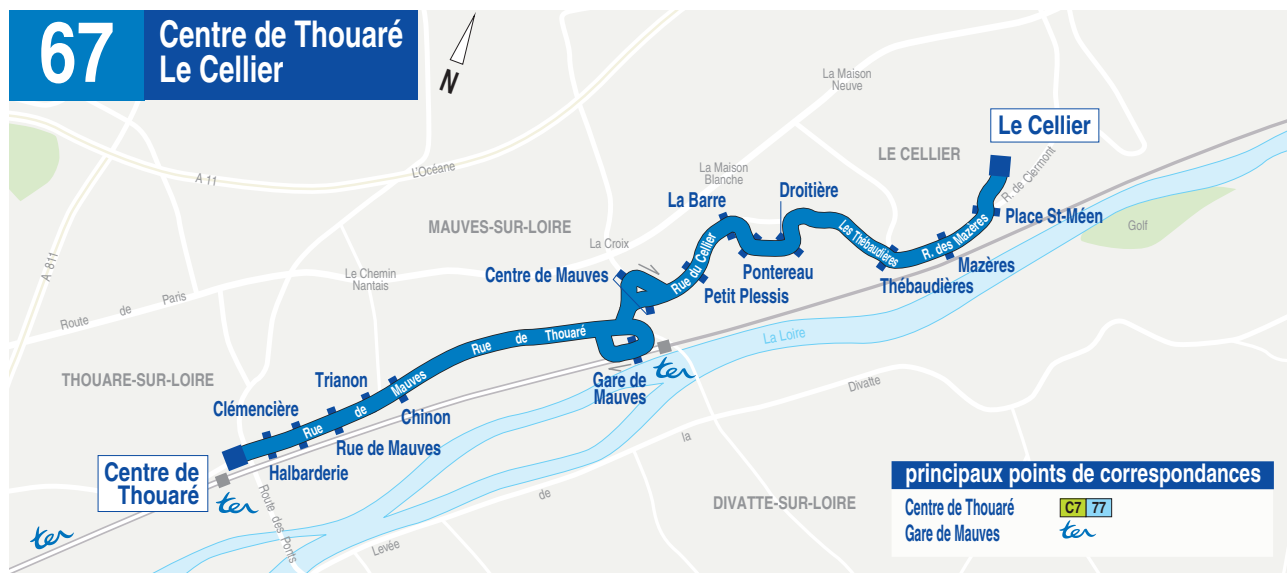 67
Centre de Thouaré
Le Cellier
N
La Maison
Neuve
Le Cellier
LE CELLIER
R. de Clermont
A 11
L'Océane
La Maison
Blanche
Droitière
La Barre
Place St-Méen
Golf
MAUVES-SUR-LOIRE
Les Thébaudières
R. des Mazères
La Croix
Rue du Cellier
A 811
Le Chemin
Nantais
Centre de Mauves
Pontereau
Mazères
Thébaudières
Petit Plessis
Route de Paris
Rue de Thouaré
La Loire
THOUARE-SUR-LOIRE
Trianon
Rue de Mauves
Gare de
Mauves
ter
Divatte
Clémencière
Chinon
Rue de Mauves
Halbarderie
Centre de
Thouaré
ter
ter
Route des Ponts
Levée de la
DIVATTE-SUR-LOIRE
principaux points de correspondances
Centre de Thouaré C7 77
Gare de Mauves ter